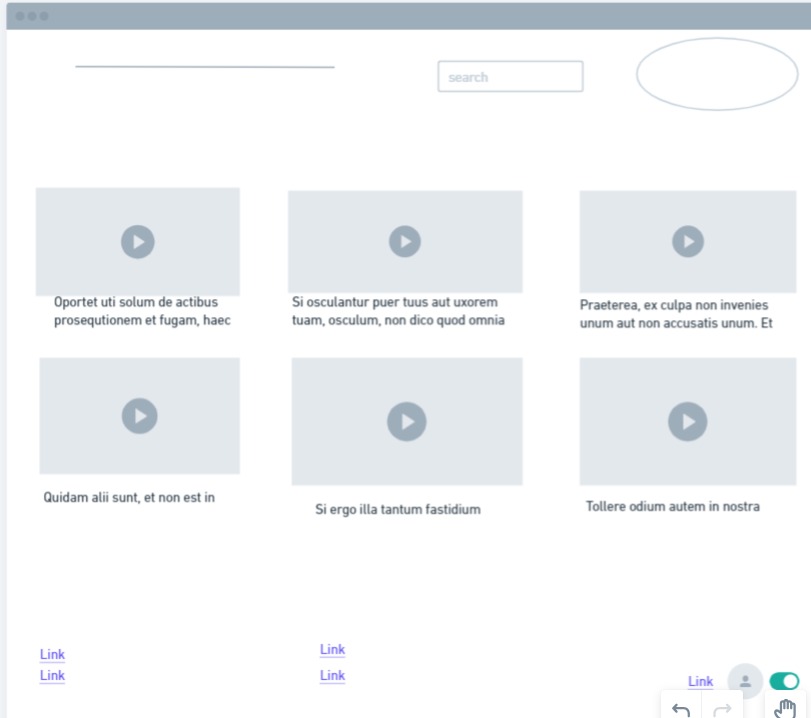 search
Oportet uti solum de actibus
prosequtionem et fugam, haec
Si osculantur puer tuus aut uxorem
tuam, osculum, non dico quod omnia
Praeterea, ex culpa non invenies
unum aut non accusatis unum. Et
Quidam alii sunt, et non est in
Si ergo illa tantum fastidium
Tollere odium autem in nostra
Link
Link
Link
Link
Link